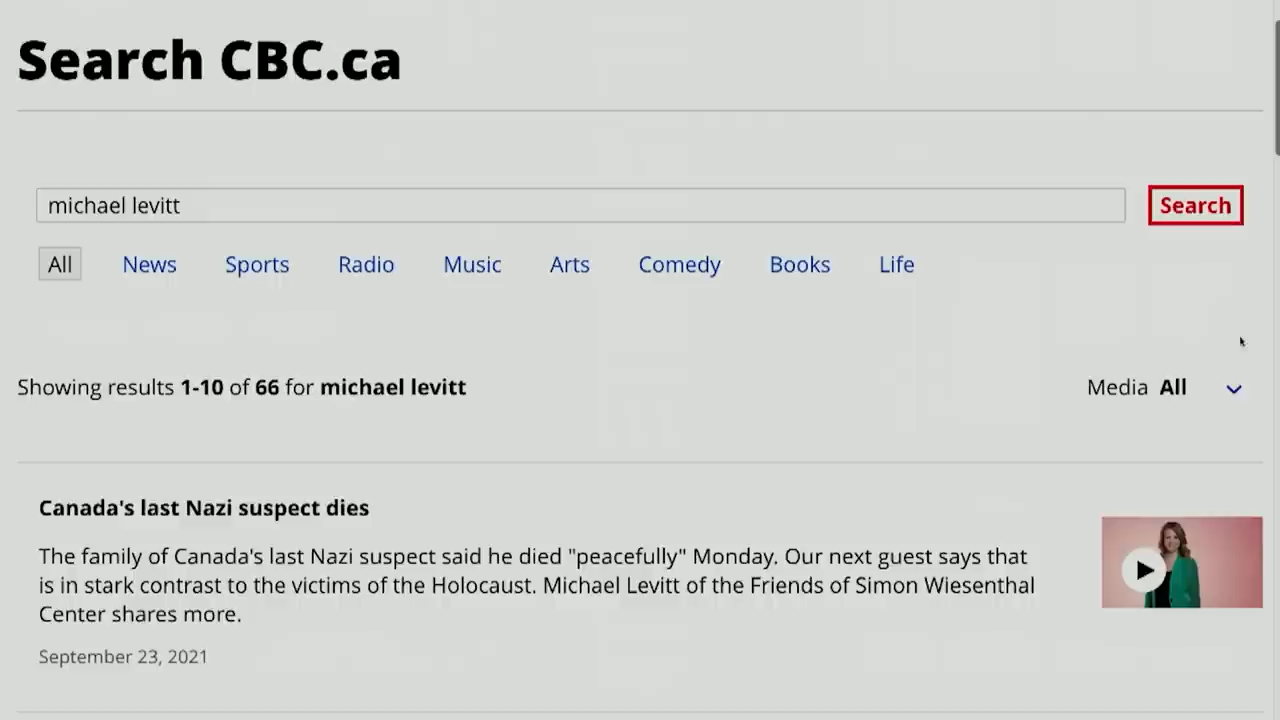 Search CBC.ca
michael levitt
Search
All News Sports Radio Music Arts Comedy Books Life
Showing results 1-10 of 66 for michael levitt
Media All
Canada's last Nazi suspect dies
The family of Canada's last Nazi suspect said he died "peacefully" Monday. Our next guest says that
is in stark contrast to the victims of the Holocaust. Michael Levitt of the Friends of Simon Wiesenthal
Center shares more.
September 23, 2021